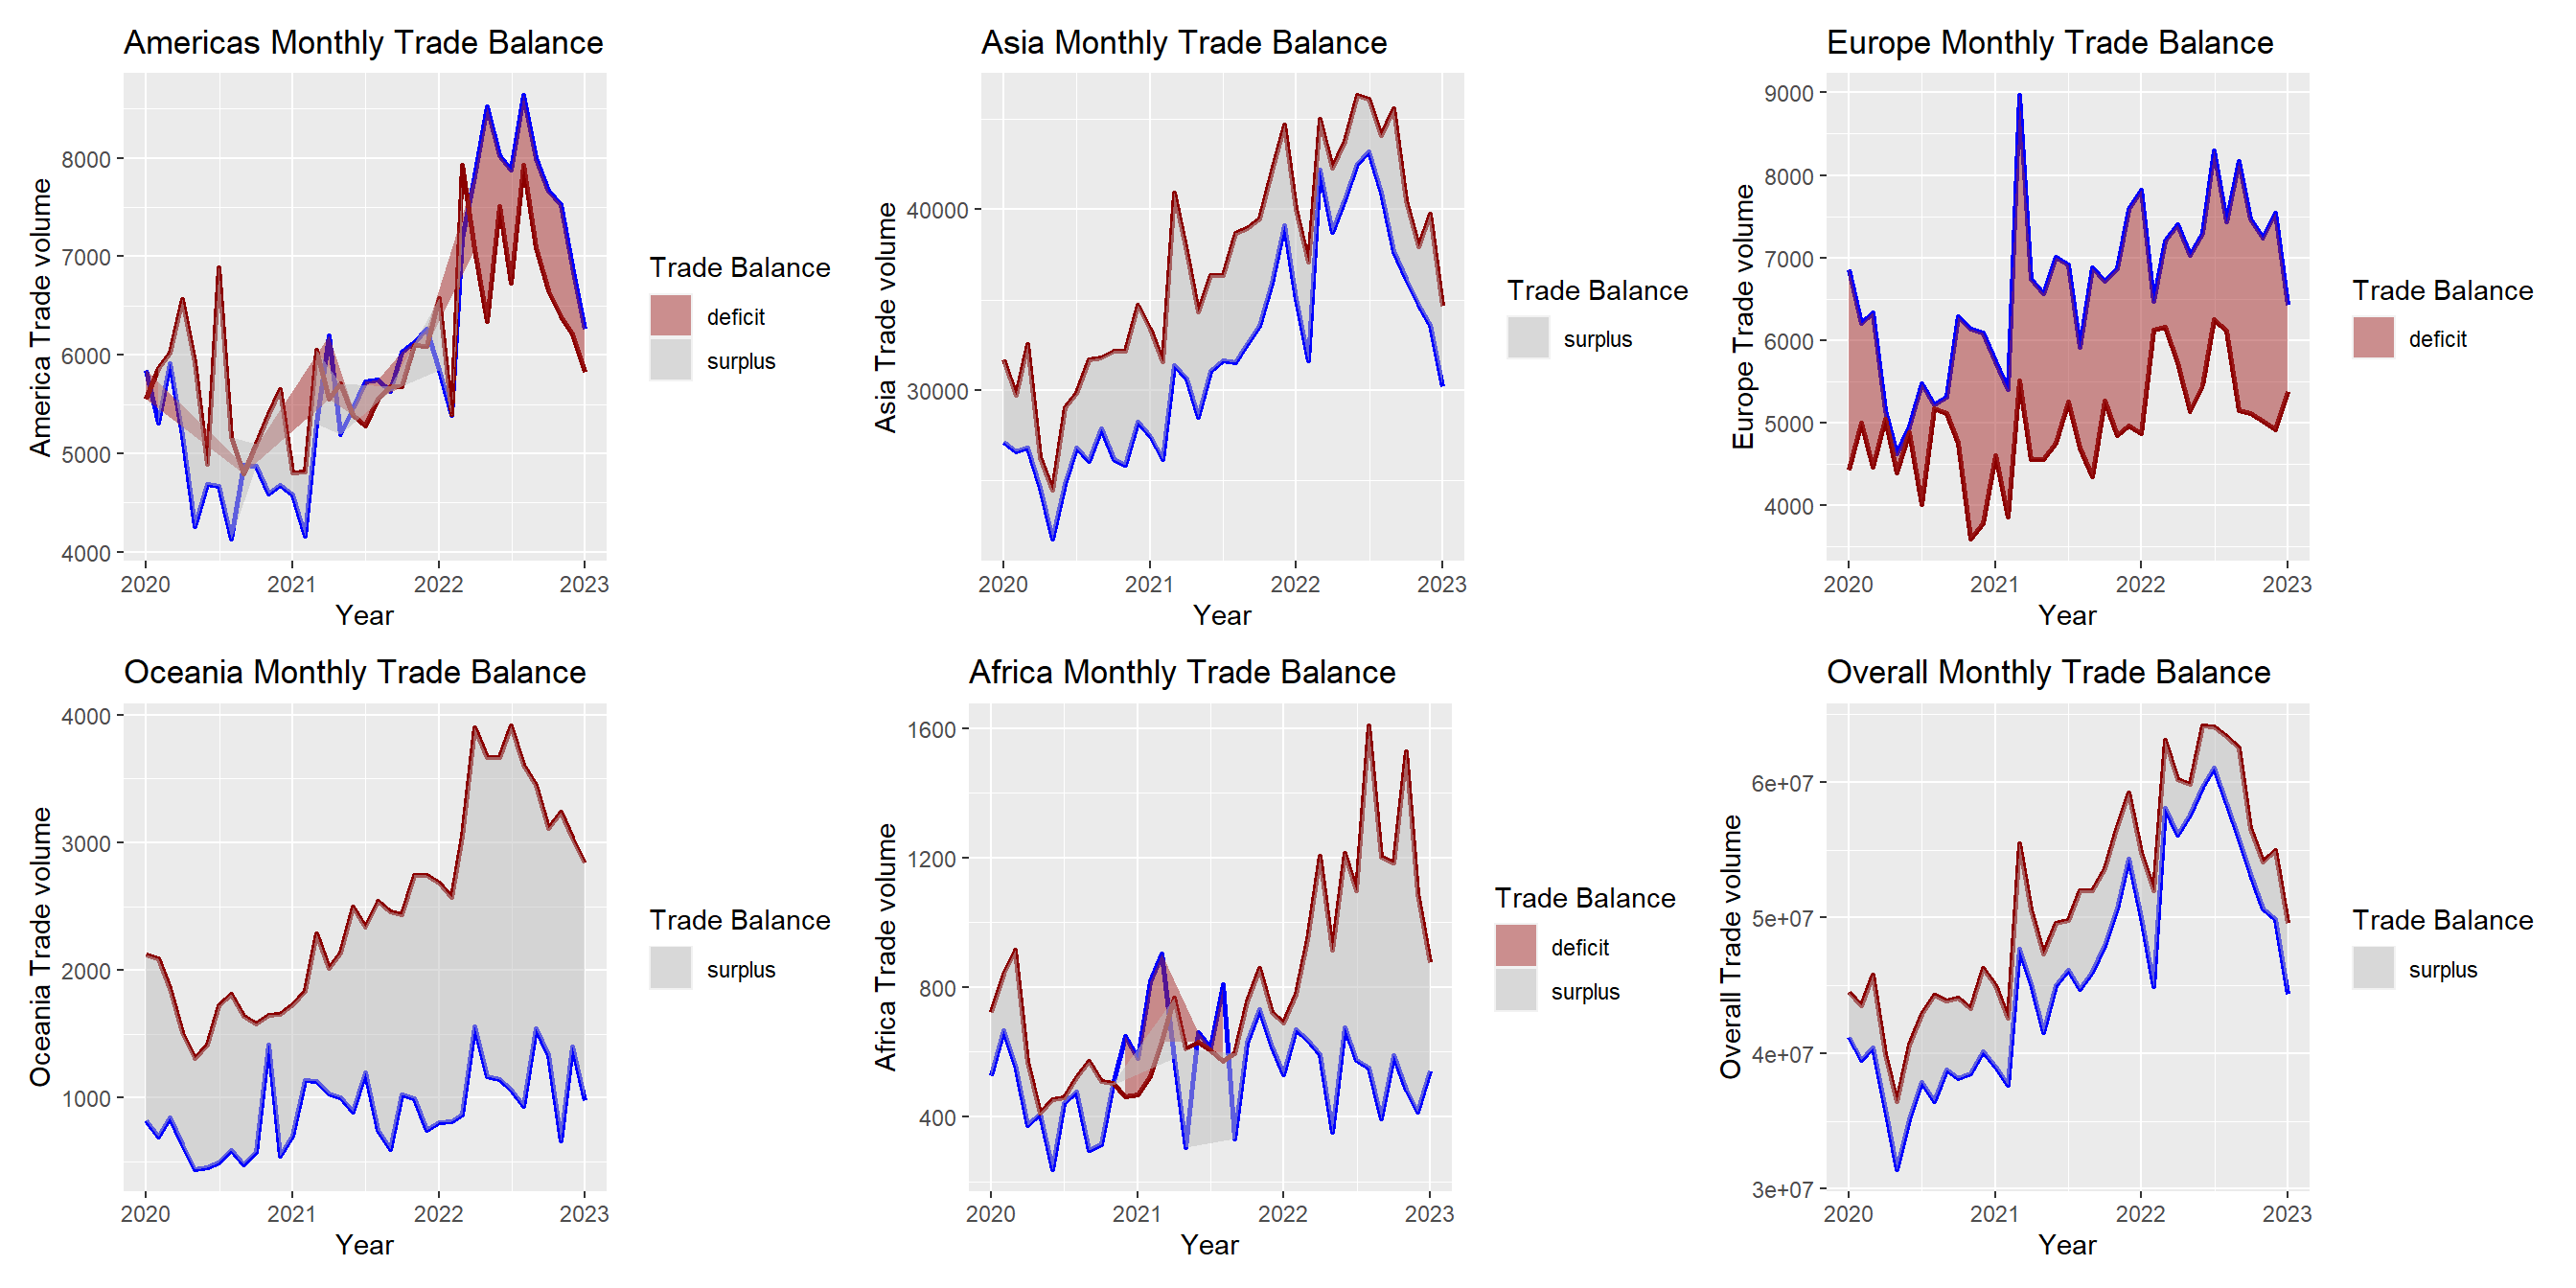 Americas Monthly Trade Balance
America Trade volume
8000
7000
6000
5000
4000
2020 2021 2022 2023
Year
Trade Balance
deficit
surplus
Asia Monthly Trade Balance
Asia Trade volume
40000
30000
2020 2021 2022 2023
Year
Trade Balance
surplus
Europe Monthly Trade Balance
Europe Trade volume
9000
8000
7000
6000
5000
4000
2020 2021 2022 2023
Year
Trade Balance
deficit
Oceania Monthly Trade Balance
Oceania Trade volume
4000
3000
2000
1000
2020 2021 2022 2023
Year
Trade Balance
surplus
Africa Monthly Trade Balance
Africa Trade volume
1600
1200
800
400
2020 2021 2022 2023
Year
Trade Balance
deficit
surplus
Overall Monthly Trade Balance
Overall Trade volume
6e+07
5e+07
4e+07
3e+07
2020 2021 2022 2023
Year
Trade Balance
surplus